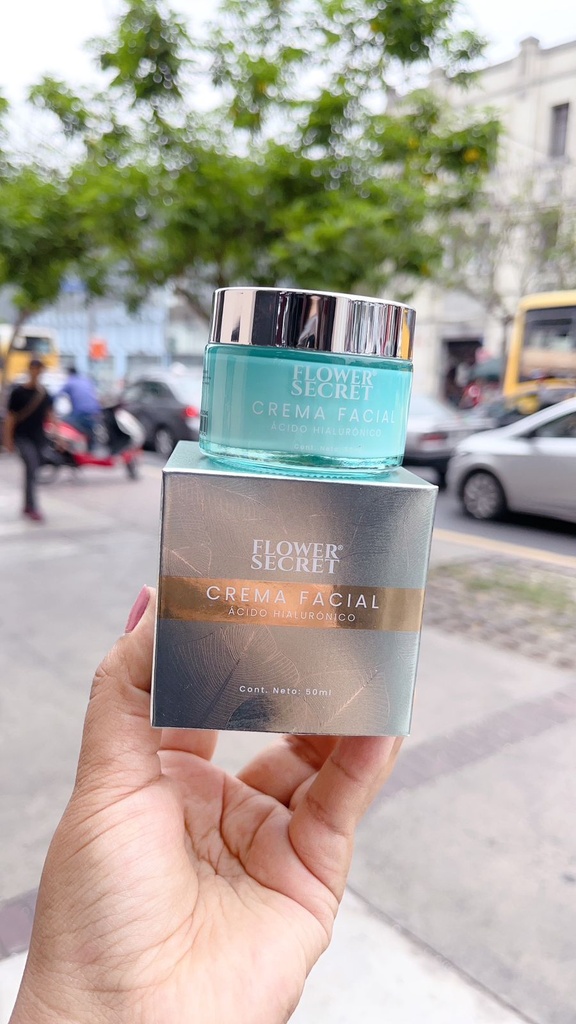 FLOWER
SECRET
CREMA FACIAL
ÁCIDO HIALURÓNICO
FLOWER®
SECRET
CREMA FACIAL
ÁCIDO HIALURÓNICO
Cont. Neto: 50ml